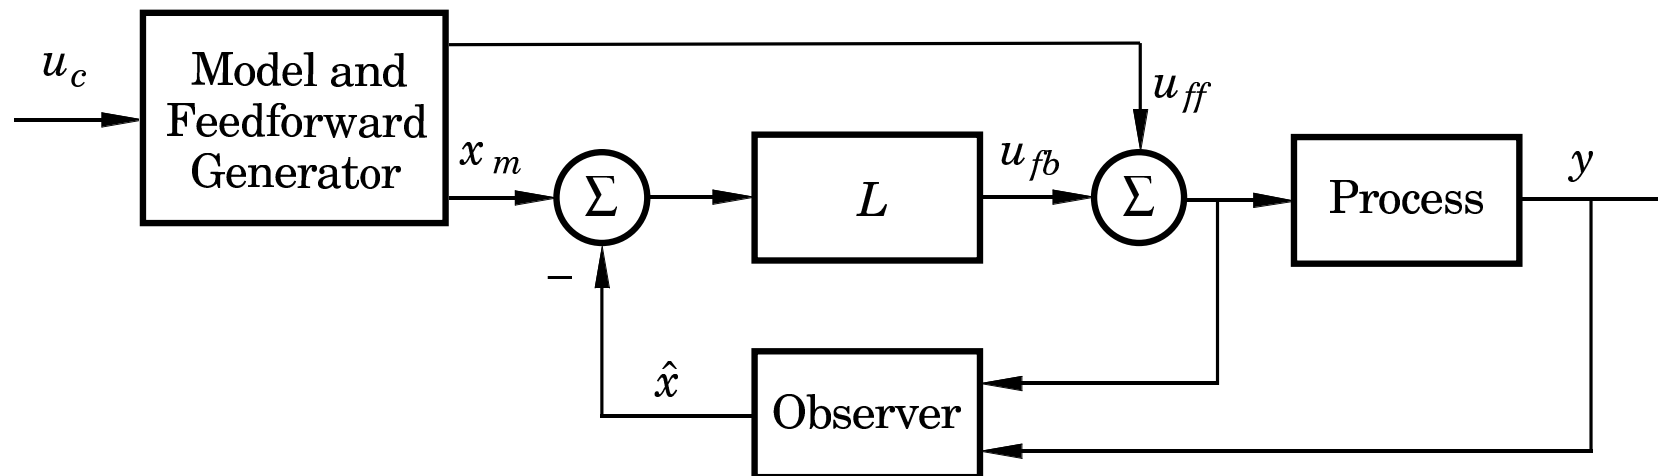 u_c
Model and
Feedforward
Generator
u_ff
x_m
Σ
L
u_fb
Σ
Process
y
−
x̂
Observer